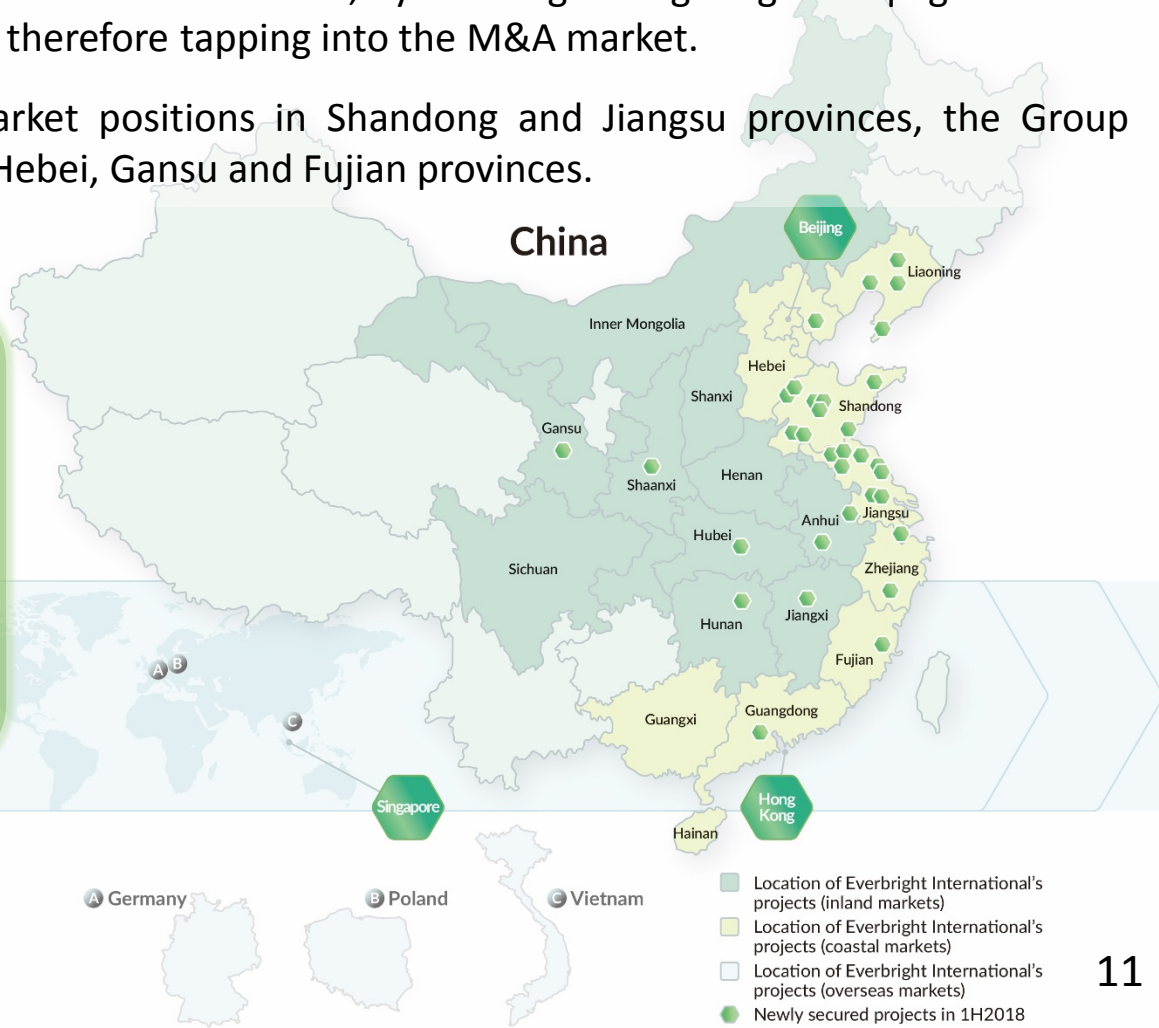 therefore tapping into the M&A market.
arket positions in Shandong and Jiangsu provinces, the Group
Hebei, Gansu and Fujian provinces.
China
Beijing
Liaoning
Inner Mongolia
Hebei
Shanxi
Shandong
Gansu
Shaanxi
Henan
Anhui
Jiangsu
Hubei
Sichuan
Zhejiang
Hunan
Jiangxi
Fujian
A B
Guangxi
Guangdong
C
Singapore
Hong
Kong
Hainan
A Germany
B Poland
C Vietnam
Location of Everbright International's
projects (inland markets)
Location of Everbright International's
projects (coastal markets)
Location of Everbright International's
projects (overseas markets)
Newly secured projects in 1H2018
11